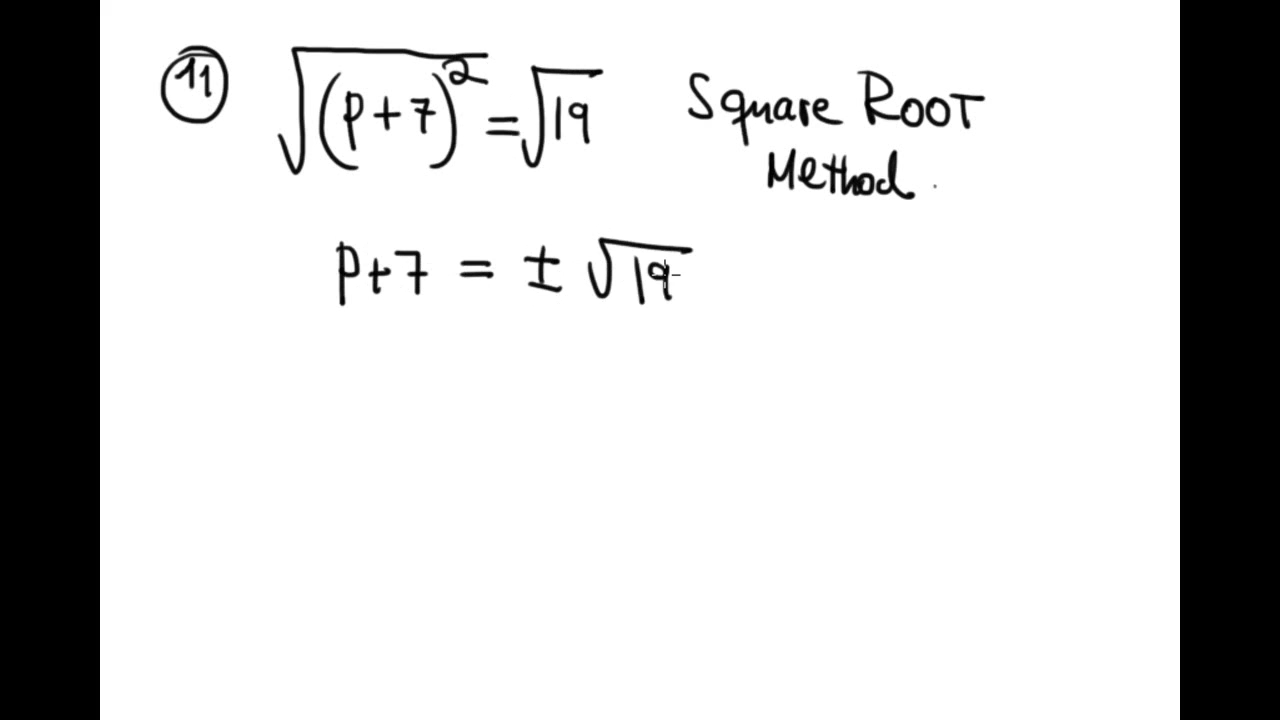 11 √(p+7)² = √19 Square Root
Method.
p+7 = ± √19